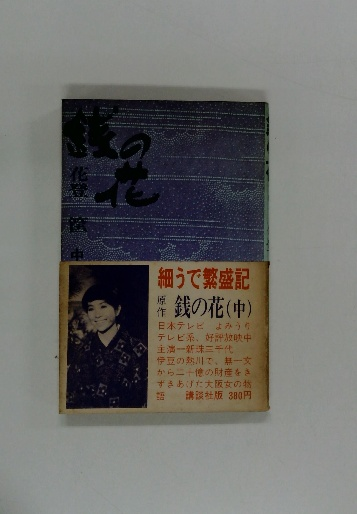 銭の花
花登 筐 中
細うで繁盛記
原作 銭の花(中)
日本テレビ よみうり
テレビ系、好評放映中
主演―新珠三千代
伊豆の熱川で、無一文
から二十億の財産をき
ずきあげた大阪女の物
語 講談社版 380円